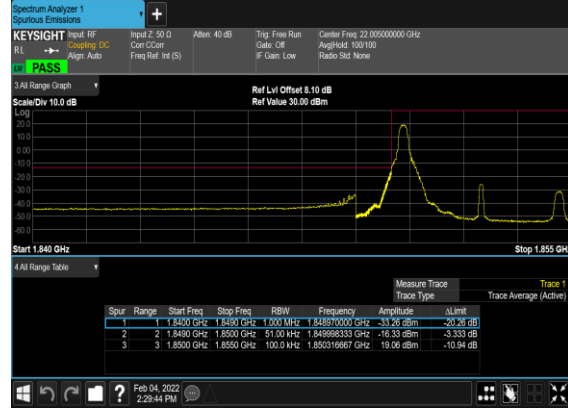 Spectrum Analyzer 1
Spurious Emissions
+
KEYSIGHT Input: RF Input Z: 50 Ω Atten: 40 dB Trig: Free Run Center Freq: 22.005000000 GHz
RL Coupling: DC Corr CCorr Gate: Off Avg|Hold: 100/100
Align: Auto Freq Ref: Int (S) IF Gain: Low Radio Std: None
PASS
3 All Range Graph
Ref Lvl Offset 8.10 dB
Scale/Div 10.0 dB Ref Value 30.00 dBm
Log
20.0
10.0
0.00
-10.0
-20.0
-30.0
-40.0
-50.0
-60.0
Start 1.840 GHz Stop 1.855 GH
4 All Range Table
Measure Trace Trace 1
Trace Type Trace Average (Active)
Spur Range Start Freq Stop Freq RBW Frequency Amplitude ΔLimit
1 1 1.8400 GHz 1.8490 GHz 1.000 MHz 1.848970000 GHz -33.26 dBm -20.26 dB
2 2 1.8490 GHz 1.8500 GHz 51.00 kHz 1.849998333 GHz -16.33 dBm -3.333 dB
3 3 1.8500 GHz 1.8550 GHz 100.0 kHz 1.850316667 GHz 19.06 dBm -10.94 dB
? Feb 04, 2022
2:29:44 PM